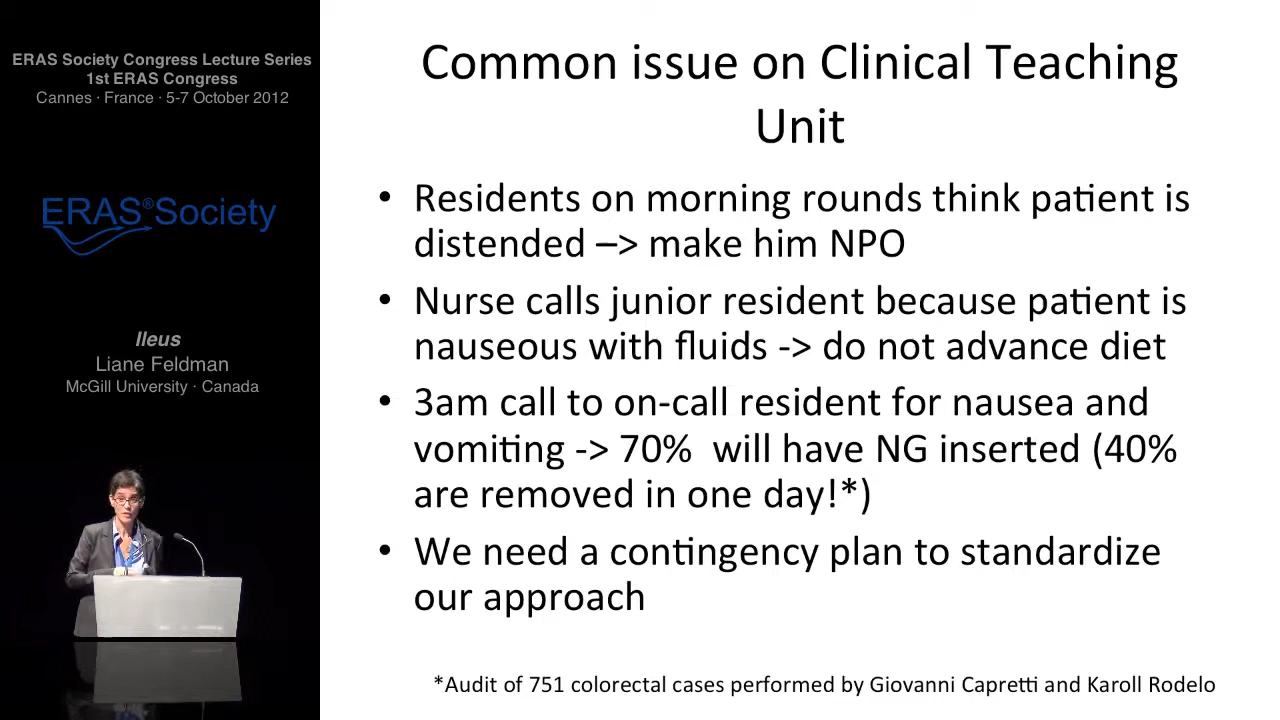 ERAS Society Congress Lecture Series
1st ERAS Congress
Cannes · France · 5-7 October 2012
ERAS®Society
Ileus
Liane Feldman
McGill University · Canada
Common issue on Clinical Teaching
Unit
• Residents on morning rounds think patient is
distended –> make him NPO
• Nurse calls junior resident because patient is
nauseous with fluids -> do not advance diet
• 3am call to on-call resident for nausea and
vomiting -> 70%  will have NG inserted (40%
are removed in one day!*)
• We need a contingency plan to standardize
our approach
*Audit of 751 colorectal cases performed by Giovanni Capretti and Karoll Rodelo